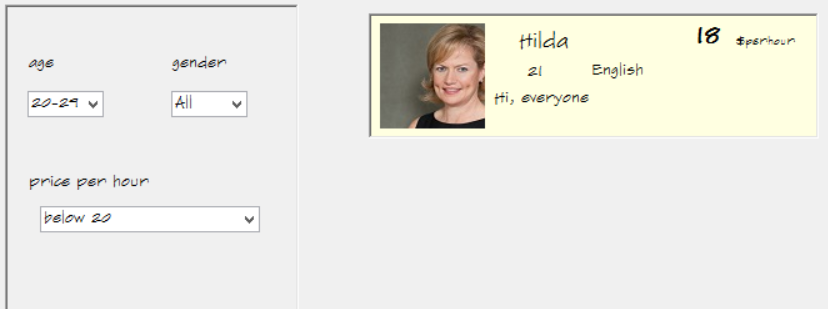 age gender
20-29 All
price per hour
below 20
Hilda 18 $perhour
21 English
Hi, everyone